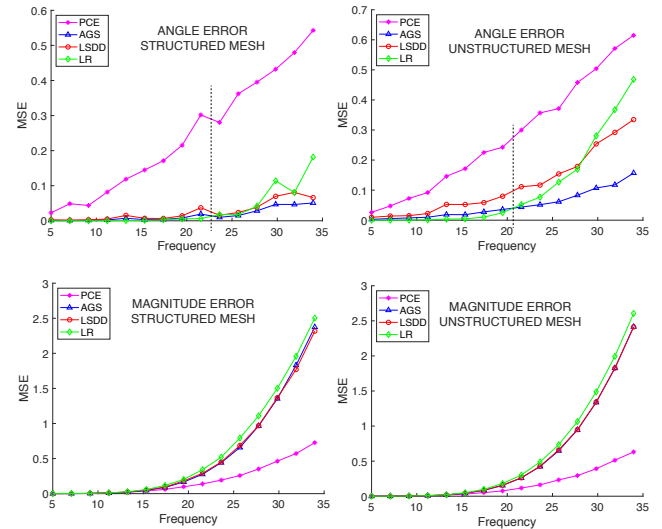 ANGLE ERROR
STRUCTURED MESH
PCE
AGS
LSDD
LR
MSE
0.6
0.5
0.4
0.3
0.2
0.1
0
5 10 15 20 25 30 35
Frequency
ANGLE ERROR
UNSTRUCTURED MESH
PCE
AGS
LSDD
LR
MSE
0.7
0.6
0.5
0.4
0.3
0.2
0.1
0
5 10 15 20 25 30 35
Frequency
MAGNITUDE ERROR
STRUCTURED MESH
PCE
AGS
LSDD
LR
MSE
3
2.5
2
1.5
1
0.5
0
5 10 15 20 25 30 35
Frequency
MAGNITUDE ERROR
UNSTRUCTURED MESH
PCE
AGS
LSDD
LR
MSE
3
2.5
2
1.5
1
0.5
0
5 10 15 20 25 30 35
Frequency